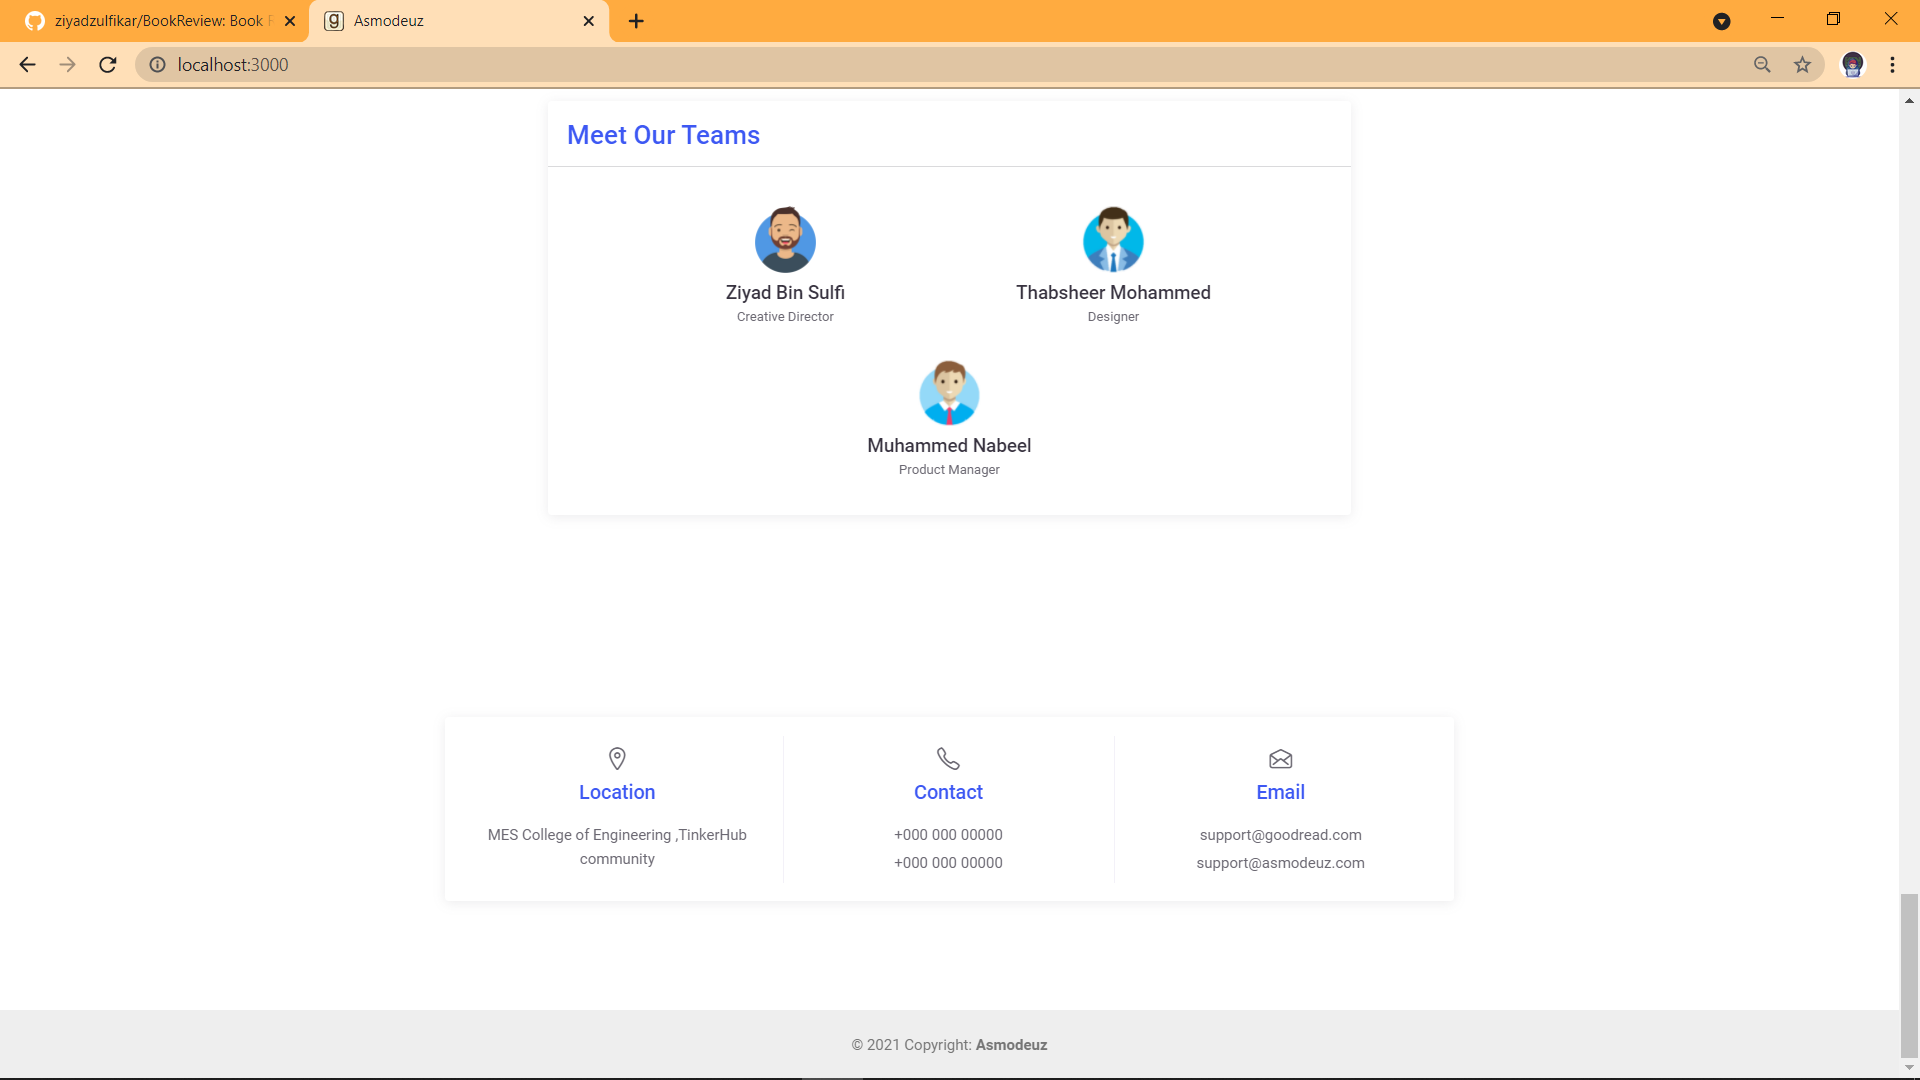 ziyadzulfikar/BookReview: Book
Asmodeuz
localhost:3000
Meet Our Teams
Ziyad Bin Sulfi
Creative Director
Thabsheer Mohammed
Designer
Muhammed Nabeel
Product Manager
Location
MES College of Engineering ,TinkerHub
community
Contact
+000 000 00000
+000 000 00000
Email
support@goodread.com
support@asmodeuz.com
© 2021 Copyright: Asmodeuz